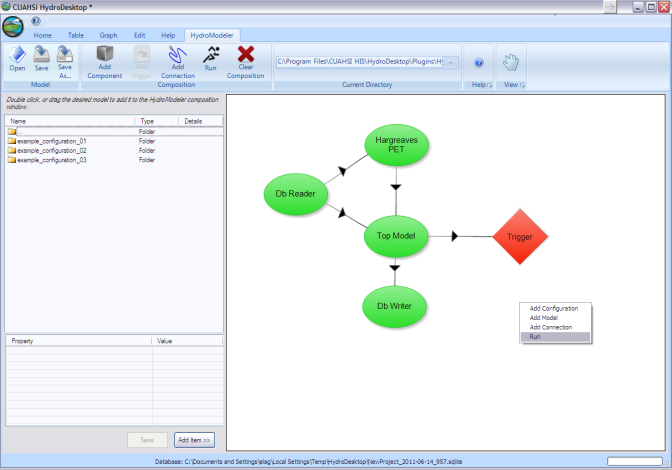 CUAHSI HydroDesktop *
Home Table Graph Edit Help HydroModeler
Open Save Save As... Add Component Add Trigger Add Connection Run Clear Composition
C:\Program Files\CUAHSI HIS\HydroDesktop\Plugins\Hy ...
Model Composition Current Directory Help View
Double click, or drag the desired model to add it to the HydroModeler composition
window.
Name Type Details
.. Folder
example_configuration_01 Folder
example_configuration_02 Folder
example_configuration_03 Folder
Property Value
Save Add Item >>
Hargreaves
PET
Db Reader
Top Model
Trigger
Db Writer
Add Configuration
Add Model
Add Connection
Run
Database: C:\Documents and Settings\elag\Local Settings\Temp\HydroDesktop\NewProject_2011-06-14_957.sqlite